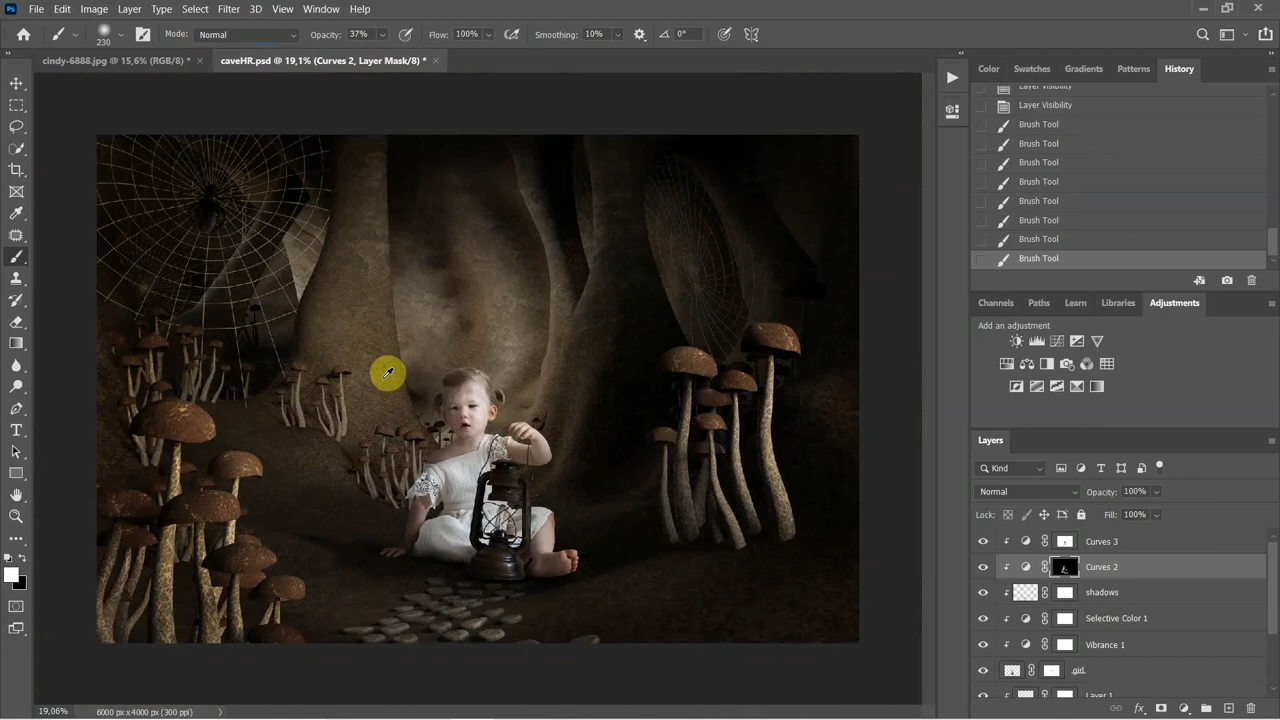 Ps File Edit Image Layer Type Select Filter 3D View Window Help
230 Mode: Normal Opacity: 37% Flow: 100% Smoothing: 10% 0°
cindy-6888.jpg @ 15,6% (RGB/8) * × caveHR.psd @ 19,1% (Curves 2, Layer Mask/8) * ×
Color Swatches Gradients Patterns History
Layer Visibility
Layer Visibility
Brush Tool
Brush Tool
Brush Tool
Brush Tool
Brush Tool
Brush Tool
Brush Tool
Brush Tool
Channels Paths Learn Libraries Adjustments
Add an adjustment
Layers
Kind
Normal Opacity: 100%
Lock: Fill: 100%
Curves 3
Curves 2
shadows
Selective Color 1
Vibrance 1
girl
Layer 1
19,06% 6000 px x 4000 px (300 ppi)